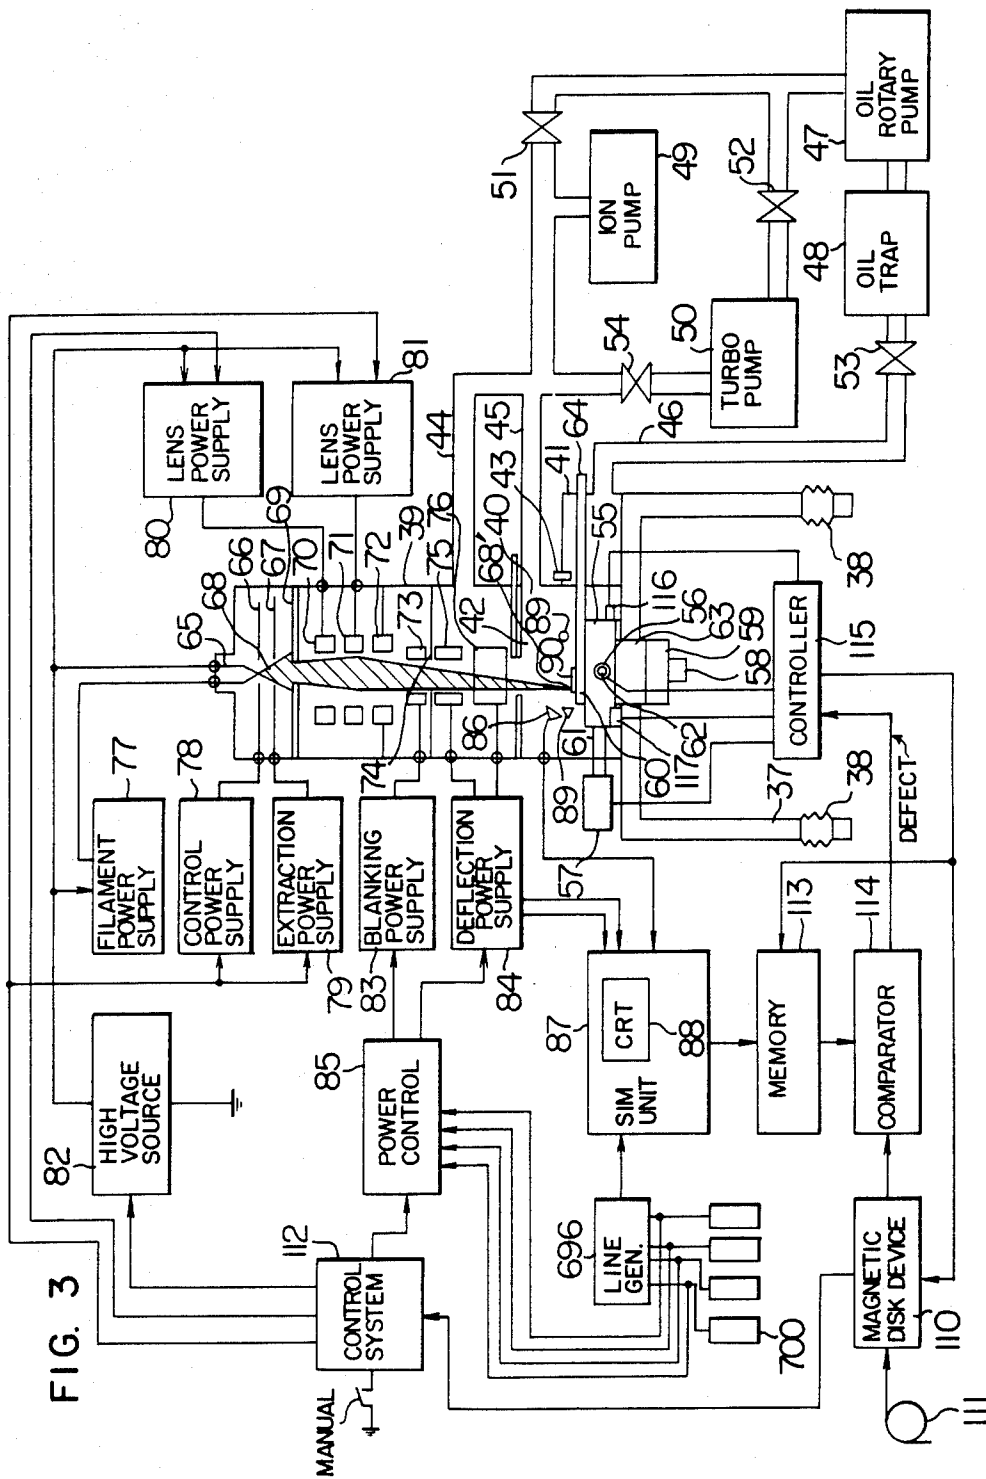 FIG. 3
MANUAL
CONTROL
SYSTEM
112
82
HIGH
VOLTAGE
SOURCE
FILAMENT
POWER
SUPPLY
77
CONTROL
POWER
SUPPLY
78
EXTRACTION
POWER
SUPPLY
79
BLANKING
POWER
SUPPLY
83
DEFLECTION
POWER
SUPPLY
84
85
POWER
CONTROL
696
LINE
GEN.
700
87
SIM
UNIT
CRT
88
MEMORY
113
COMPARATOR
114
MAGNETIC
DISK DEVICE
110
111
DEFECT
CONTROLLER
115
37
38
38
LENS
POWER
SUPPLY
80
LENS
POWER
SUPPLY
81
65
68
66
67
69
70
71
72
39
73
74
75
76
42
44
68'
40
43
45
41
64
46
86
89
89
90
61
57
60
117
62
55
116
56
63
59
58
51
ION
PUMP
49
52
54
50
TURBO
PUMP
OIL
ROTARY
PUMP
47
48
OIL
TRAP
53